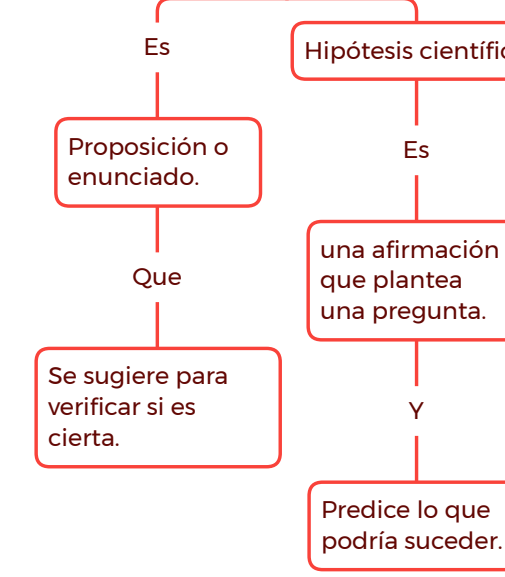 Es
Proposición o
enunciado.
Que
Se sugiere para
verificar si es
cierta.
Hipótesis científic
Es
una afirmación
que plantea
una pregunta.
Y
Predice lo que
podría suceder.